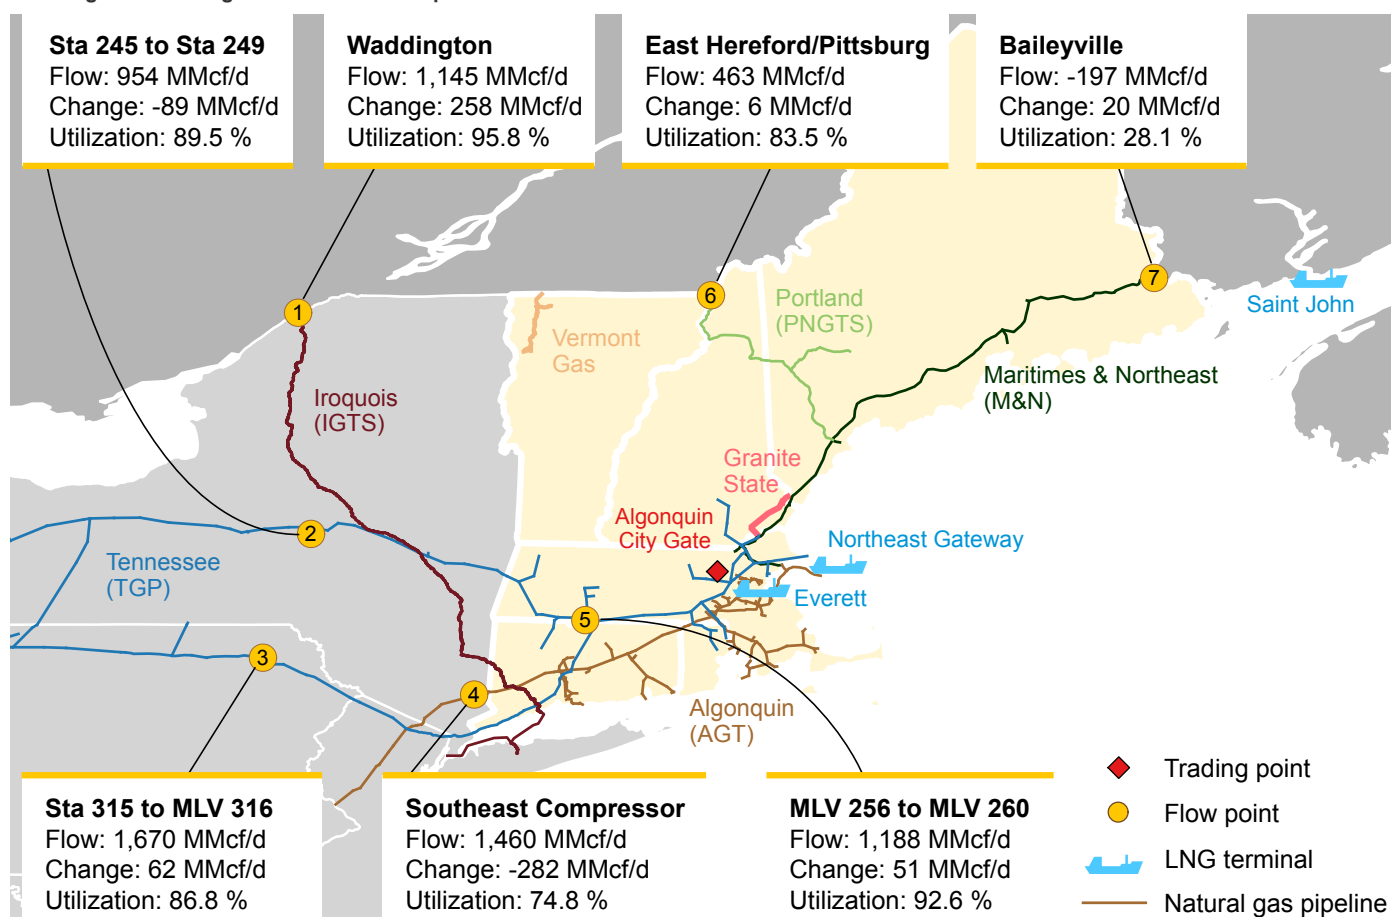 Sta 245 to Sta 249
Flow: 954 MMcf/d
Change: -89 MMcf/d
Utilization: 89.5 %
Waddington
Flow: 1,145 MMcf/d
Change: 258 MMcf/d
Utilization: 95.8 %
East Hereford/Pittsburg
Flow: 463 MMcf/d
Change: 6 MMcf/d
Utilization: 83.5 %
Baileyville
Flow: -197 MMcf/d
Change: 20 MMcf/d
Utilization: 28.1 %
1
6
7
Portland
(PNGTS)
Saint John
Vermont
Gas
Maritimes & Northeast
(M&N)
Iroquois
(IGTS)
Granite
State
Algonquin
City Gate
2
Northeast Gateway
Tennessee
(TGP)
Everett
5
3
4
Algonquin
(AGT)
Sta 315 to MLV 316
Flow: 1,670 MMcf/d
Change: 62 MMcf/d
Utilization: 86.8 %
Southeast Compressor
Flow: 1,460 MMcf/d
Change: -282 MMcf/d
Utilization: 74.8 %
MLV 256 to MLV 260
Flow: 1,188 MMcf/d
Change: 51 MMcf/d
Utilization: 92.6 %
Trading point
Flow point
LNG terminal
Natural gas pipeline